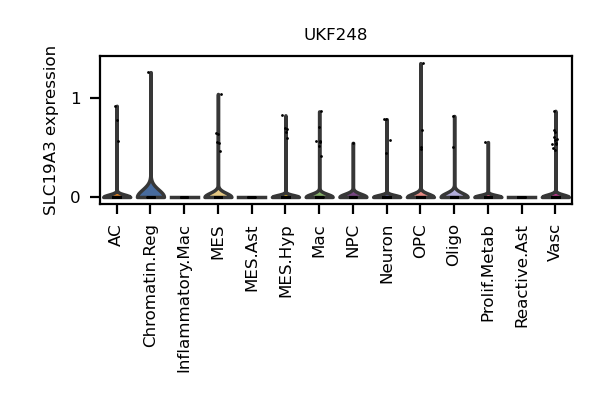 UKF248
SLC19A3 expression
1
0
AC
Chromatin.Reg
Inflammatory.Mac
MES
MES.Ast
MES.Hyp
Mac
NPC
Neuron
OPC
Oligo
Prolif.Metab
Reactive.Ast
Vasc